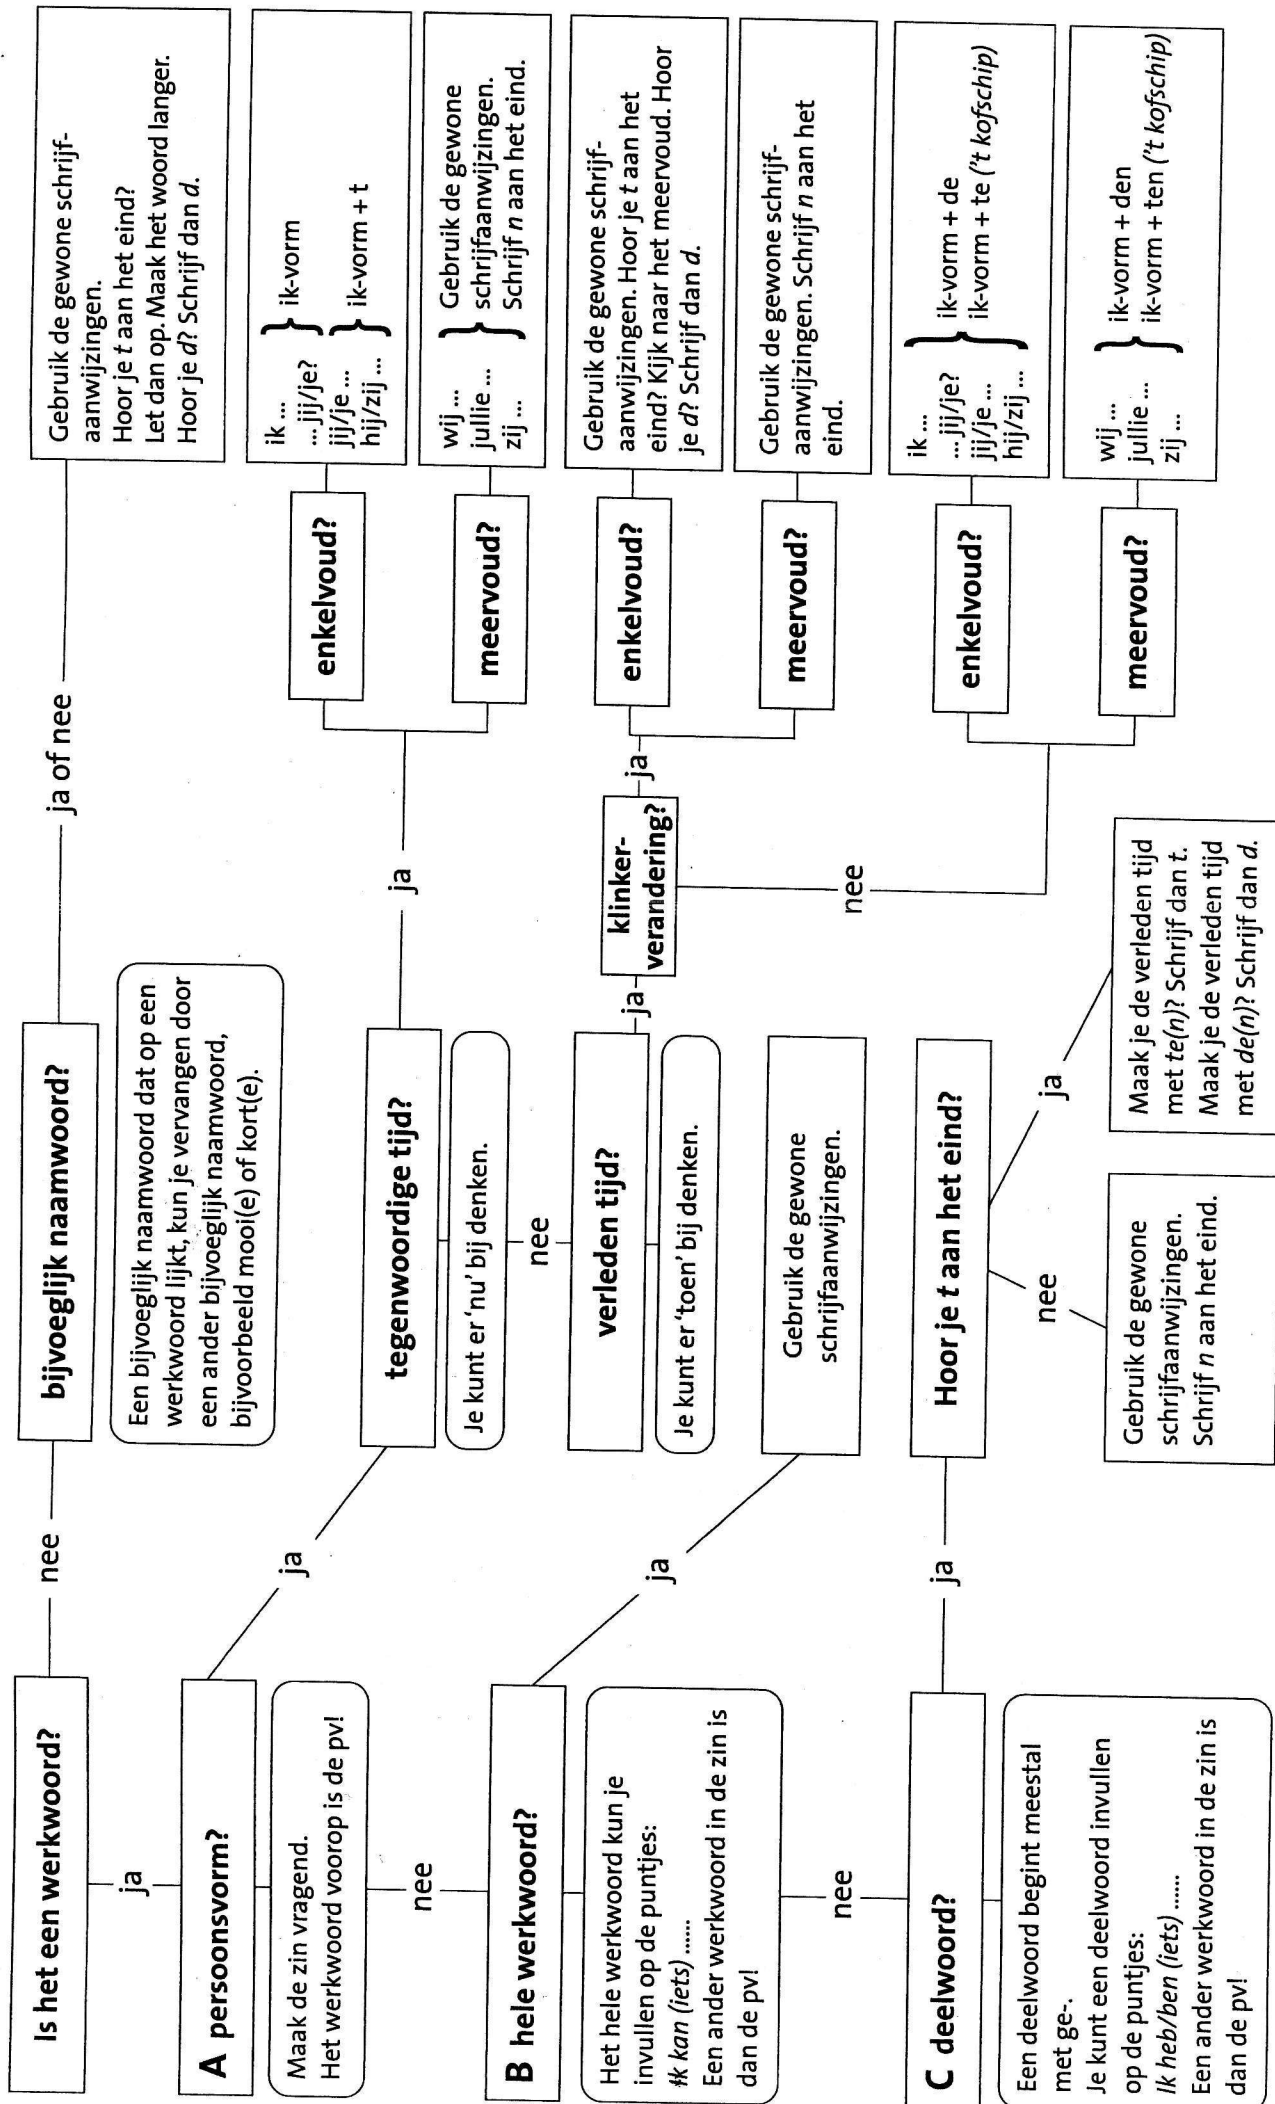 Is het een werkwoord?
nee
bijvoeglijk naamwoord?
Een bijvoeglijk naamwoord dat op een
werkwoord lijkt, kun je vervangen door
een ander bijvoeglijk naamwoord,
bijvoorbeeld mooi(e) of kort(e).
ja of nee
Gebruik de gewone schrijf-
aanwijzingen.
Hoor je t aan het eind?
Let dan op. Maak het woord langer.
Hoor je d? Schrijf dan d.
ja
A persoonsvorm?
Maak de zin vragend.
Het werkwoord voorop is de pv!
ja
tegenwoordige tijd?
Je kunt er ‘nu’ bij denken.
ja
enkelvoud?
ik ...
... jij/je?
ik-vorm
jij/je ...
hij/zij ...
ik-vorm + t
meervoud?
wij ...
julie ...
zij ...
Gebruik de gewone
schrijfaanwijzingen.
Schrijf n aan het eind.
nee
verleden tijd?
Je kunt er ‘toen’ bij denken.
ja
klinker-
verandering?
ja
enkelvoud?
Gebruik de gewone schrijf-
aanwijzingen. Hoor je t aan het
eind? Kijk naar het meervoud. Hoor
je d? Schrijf dan d.
meervoud?
Gebruik de gewone schrijf-
aanwijzingen. Schrijf n aan het
eind.
nee
enkelvoud?
ik ...
...jij/je?
jij/je ...
hij/zij ...
ik-vorm + de
ik-vorm + te (’t kofschip)
meervoud?
wij ...
jullie ...
zij ...
ik-vorm + den
ik-vorm + ten (’t kofschip)
nee
B hele werkwoord?
Het hele werkwoord kun je
invullen op de puntjes:
Ik kan (iets) ......
Een ander werkwoord in de zin is
dan de pv!
ja
Gebruik de gewone
schrijfaanwijzingen.
nee
C deelwoord?
Een deelwoord begint meestal
met ge-.
Je kunt een deelwoord invullen
op de puntjes:
Ik heb/ben (iets) ......
Een ander werkwoord in de zin is
dan de pv!
ja
Hoor je t aan het eind?
nee
Gebruik de gewone
schrijfaanwijzingen.
Schrijf n aan het eind.
ja
Maak je de verleden tijd
met te(n)? Schrijf dan t.
Maak je de verleden tijd
met de(n)? Schrijf dan d.